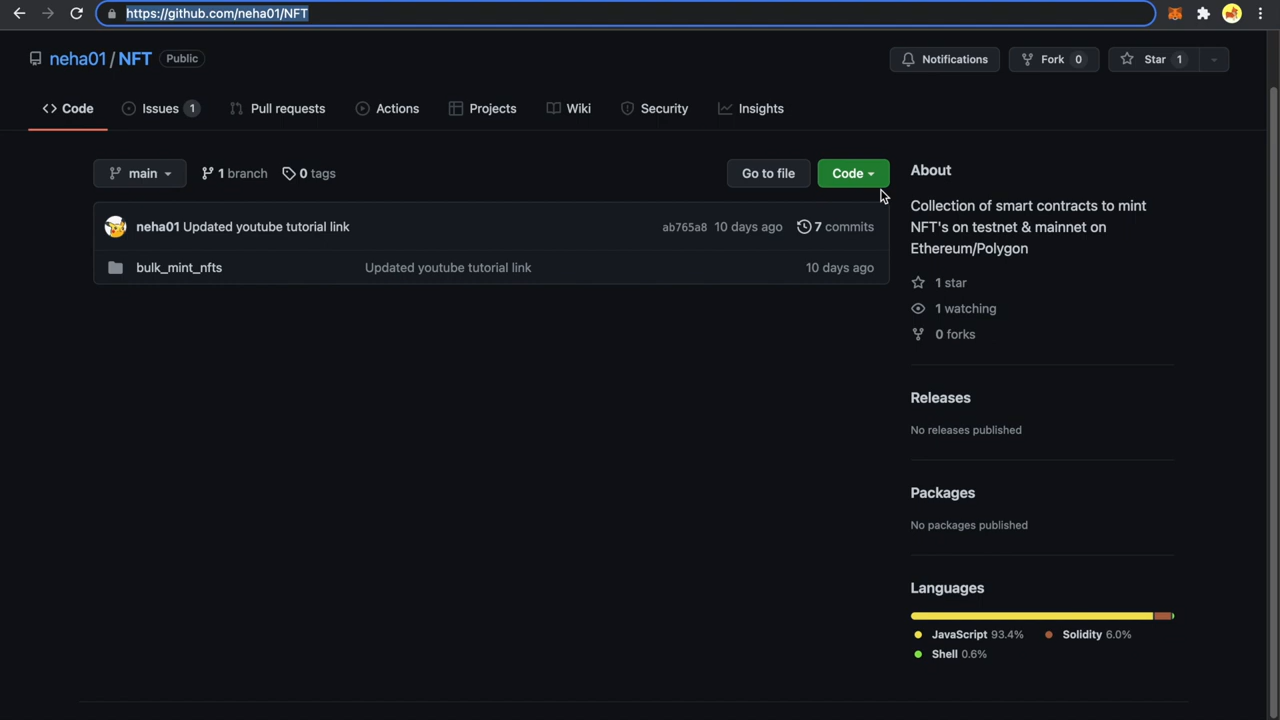 https://github.com/neha01/NFT
neha01 / NFT Public
Notifications Fork 0 Star 1
Code Issues 1 Pull requests Actions Projects Wiki Security Insights
main 1 branch 0 tags Go to file Code
neha01 Updated youtube tutorial link ab765a8 10 days ago 7 commits
bulk_mint_nfts Updated youtube tutorial link 10 days ago
About
Collection of smart contracts to mint
NFT's on testnet & mainnet on
Ethereum/Polygon
1 star
1 watching
0 forks
Releases
No releases published
Packages
No packages published
Languages
JavaScript 93.4% Solidity 6.0%
Shell 0.6%